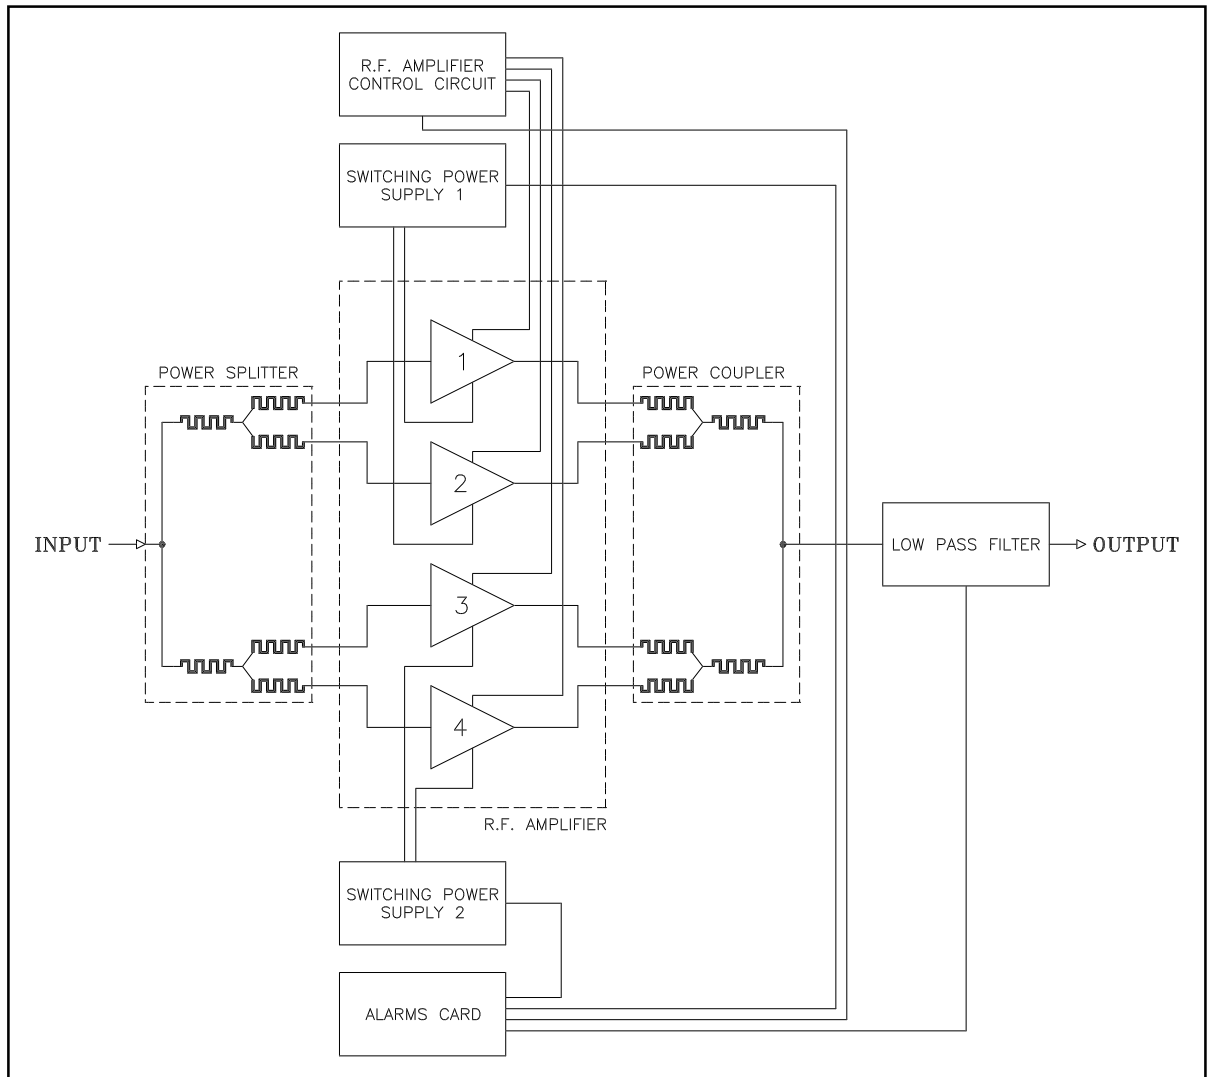 R.F. AMPLIFIER
CONTROL CIRCUIT
SWITCHING POWER
SUPPLY 1
POWER SPLITTER
1
POWER COUPLER
2
INPUT
LOW PASS FILTER
OUTPUT
3
4
R.F. AMPLIFIER
SWITCHING POWER
SUPPLY 2
ALARMS CARD